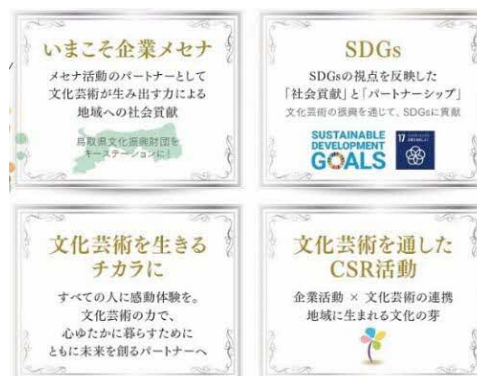 いまこそ企業メセナ
メセナ活動のパートナーとして
文化芸術が生み出す力による
地域への社会貢献
鳥取県文化振興財団を
キーステーションに！
SDGs
SDGsの視点を反映した
「社会貢献」と「パートナーシップ」
文化芸術の振興を通じて、SDGsに貢献
SUSTAINABLE
DEVELOPMENT
GOALS
17
文化芸術を生きる
チカラに
すべての人に感動体験を。
文化芸術の力で、
心ゆたかに暮らすために
ともに未来を創るパートナーへ
文化芸術を通した
CSR活動
企業活動 × 文化芸術の連携
地域に生まれる文化の芽